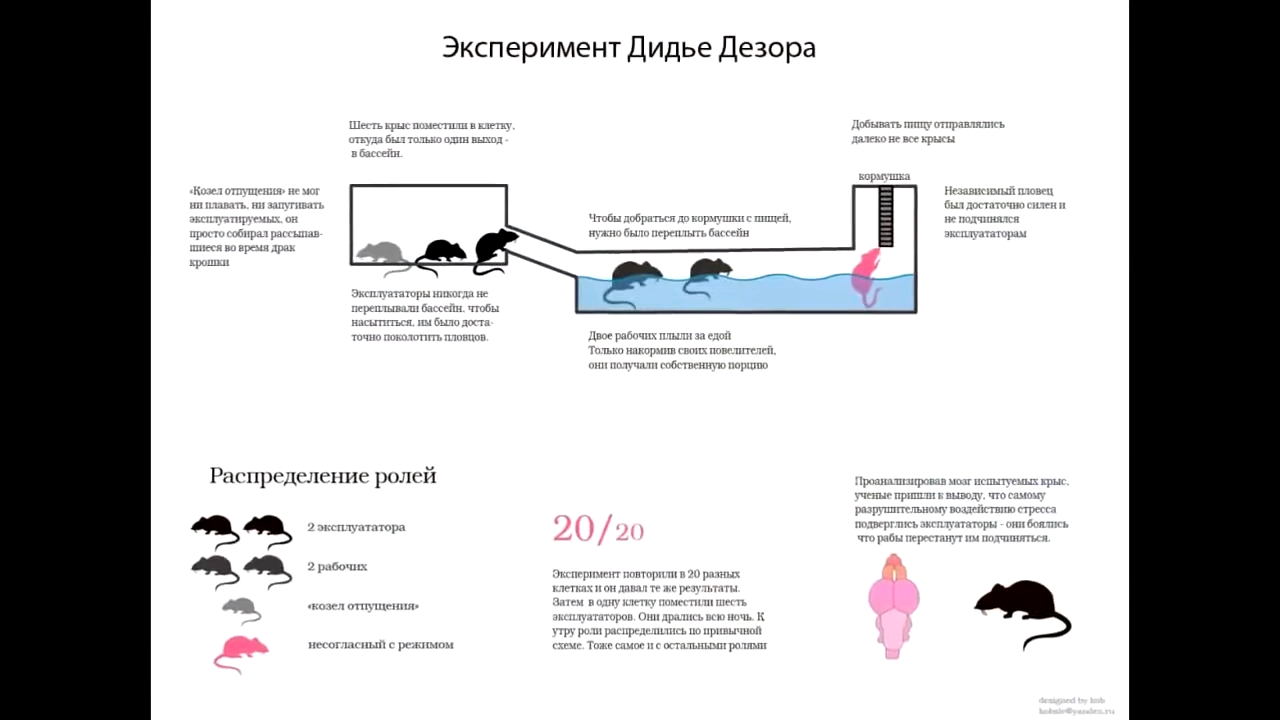 Эксперимент Дидье Дезора
Шесть крыс поместили в клетку,
откуда был только один выход -
в бассейн.
Добывать пищу отправлялись
далеко не все крысы
кормушка
«Козел отпущения» не мог
ни плавать, ни запугивать
эксплуатируемых, он
просто собирал рассыпав-
шиеся во время драк
крошки
Чтобы добраться до кормушки с пищей,
нужно было переплыть бассейн
Независимый пловец
был достаточно силен и
не подчинялся
эксплуататорам
Эксплуататоры никогда не
переплывали бассейн, чтобы
насытиться, им было доста-
точно поколотить пловцов.
Двое рабочих плыли за едой
Только накормив своих повелителей,
они получали собственную порцию
Распределение ролей
2 эксплуататора
2 рабочих
«козел отпущения»
несогласный с режимом
20/20
Эксперимент повторили в 20 разных
клетках и он давал те же результаты.
Затем в одну клетку поместили шесть
эксплуататоров. Они дрались всю ночь. К
утру роли распределились по привычной
схеме. Тоже самое и с остальными ролями
Проанализировав мозг испытуемых крыс,
ученые пришли к выводу, что самому
разрушительному воздействию стресса
подверглись эксплуататоры - они боялись
что рабы перестанут им подчиняться.
designed by